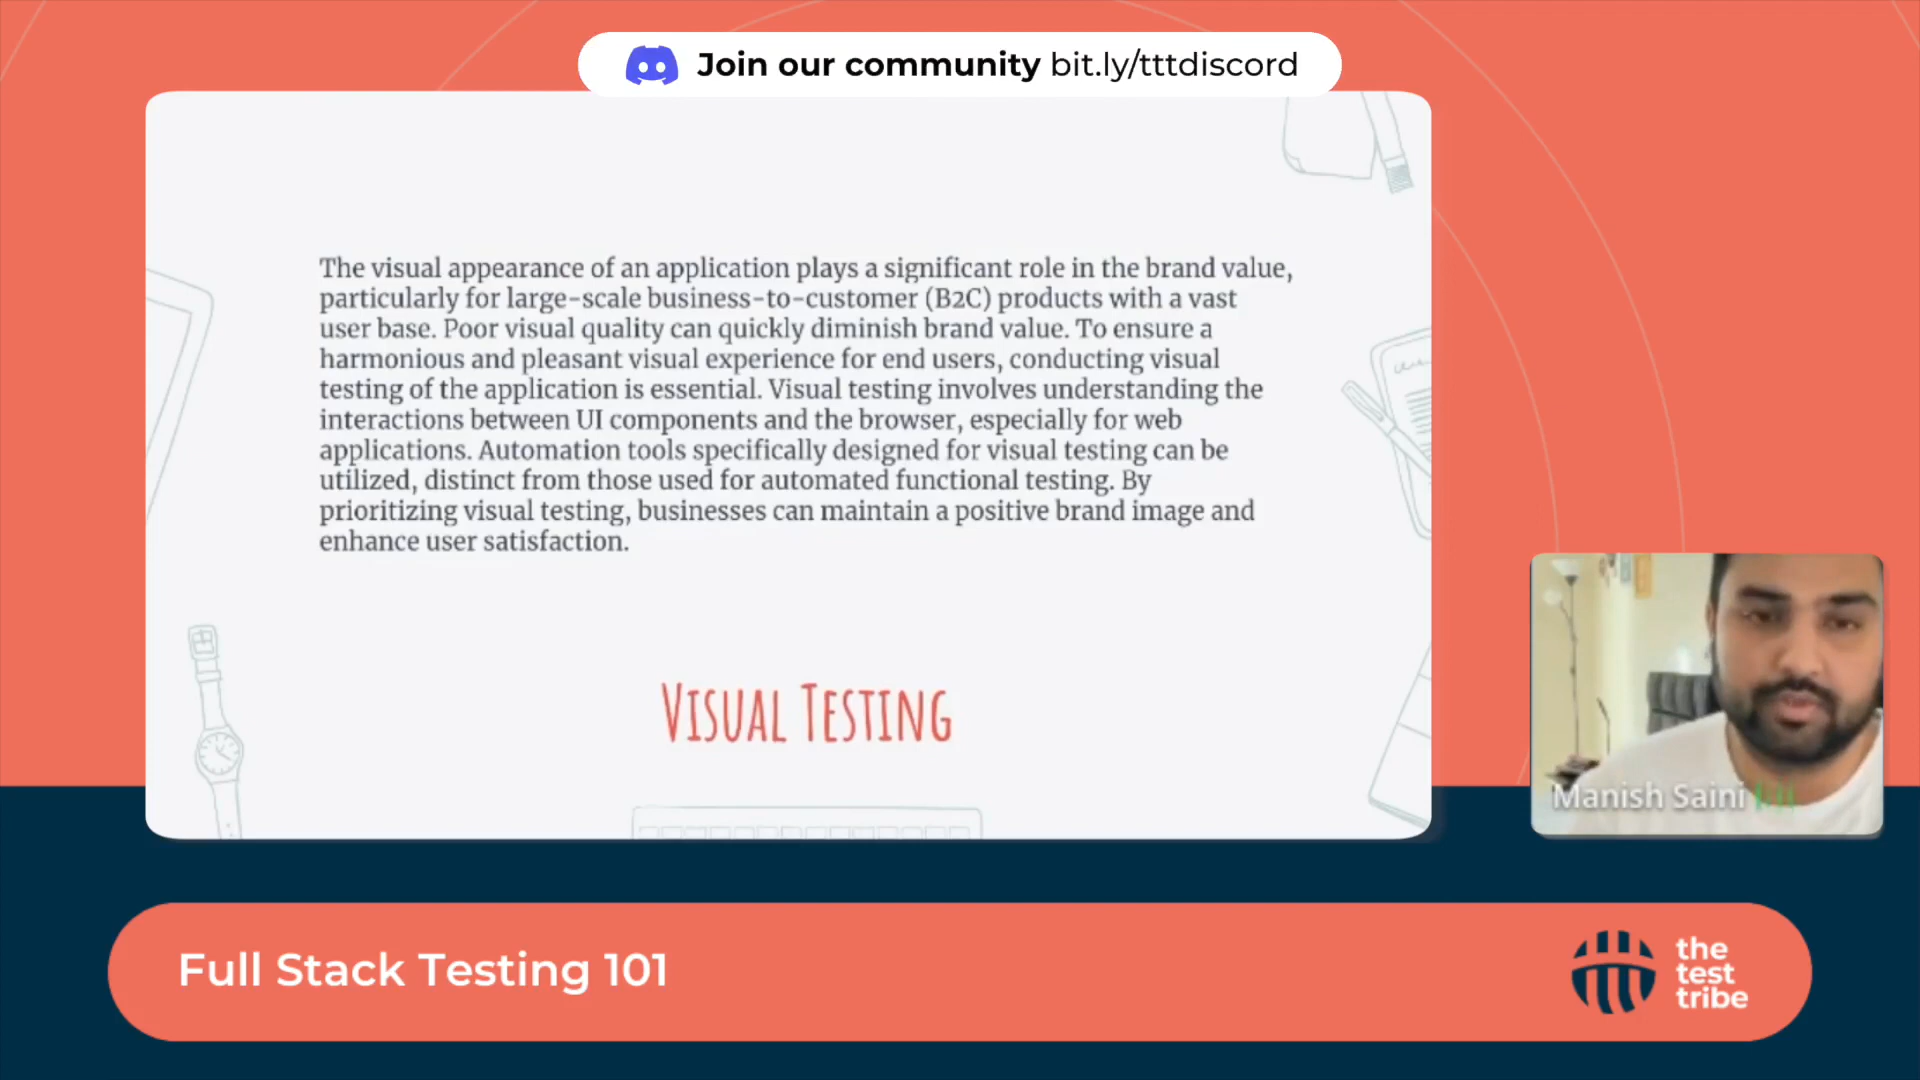 Join our community bit.ly/tttdiscord
The visual appearance of an application plays a significant role in the brand value,
particularly for large-scale business-to-customer (B2C) products with a vast
user base. Poor visual quality can quickly diminish brand value. To ensure a
harmonious and pleasant visual experience for end users, conducting visual
testing of the application is essential. Visual testing involves understanding the
interactions between UI components and the browser, especially for web
applications. Automation tools specifically designed for visual testing can be
utilized, distinct from those used for automated functional testing. By
prioritizing visual testing, businesses can maintain a positive brand image and
enhance user satisfaction.
Visual Testing
Manish Saini
Full Stack Testing 101
the
test
tribe